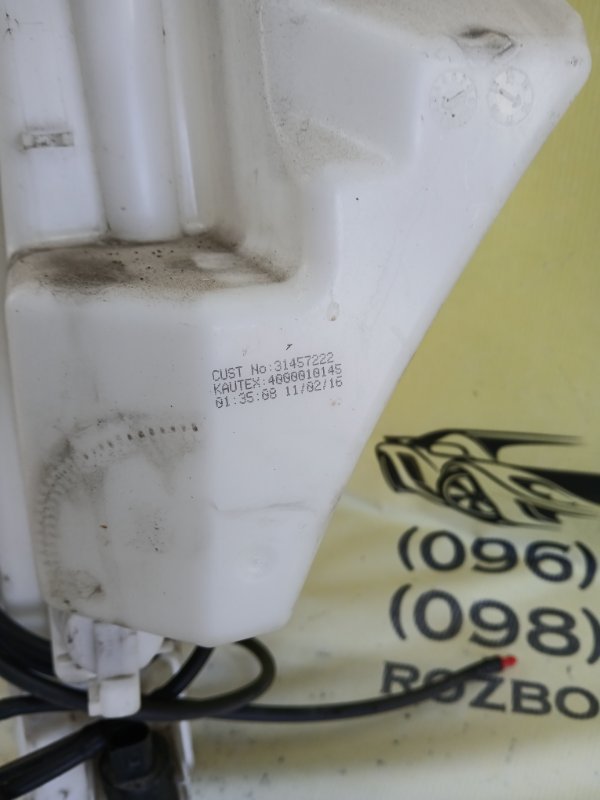 CUST No:31457222
KAUTEX:4000010145
01:35:08 11/02/16
(096)
(098)
ROZBO